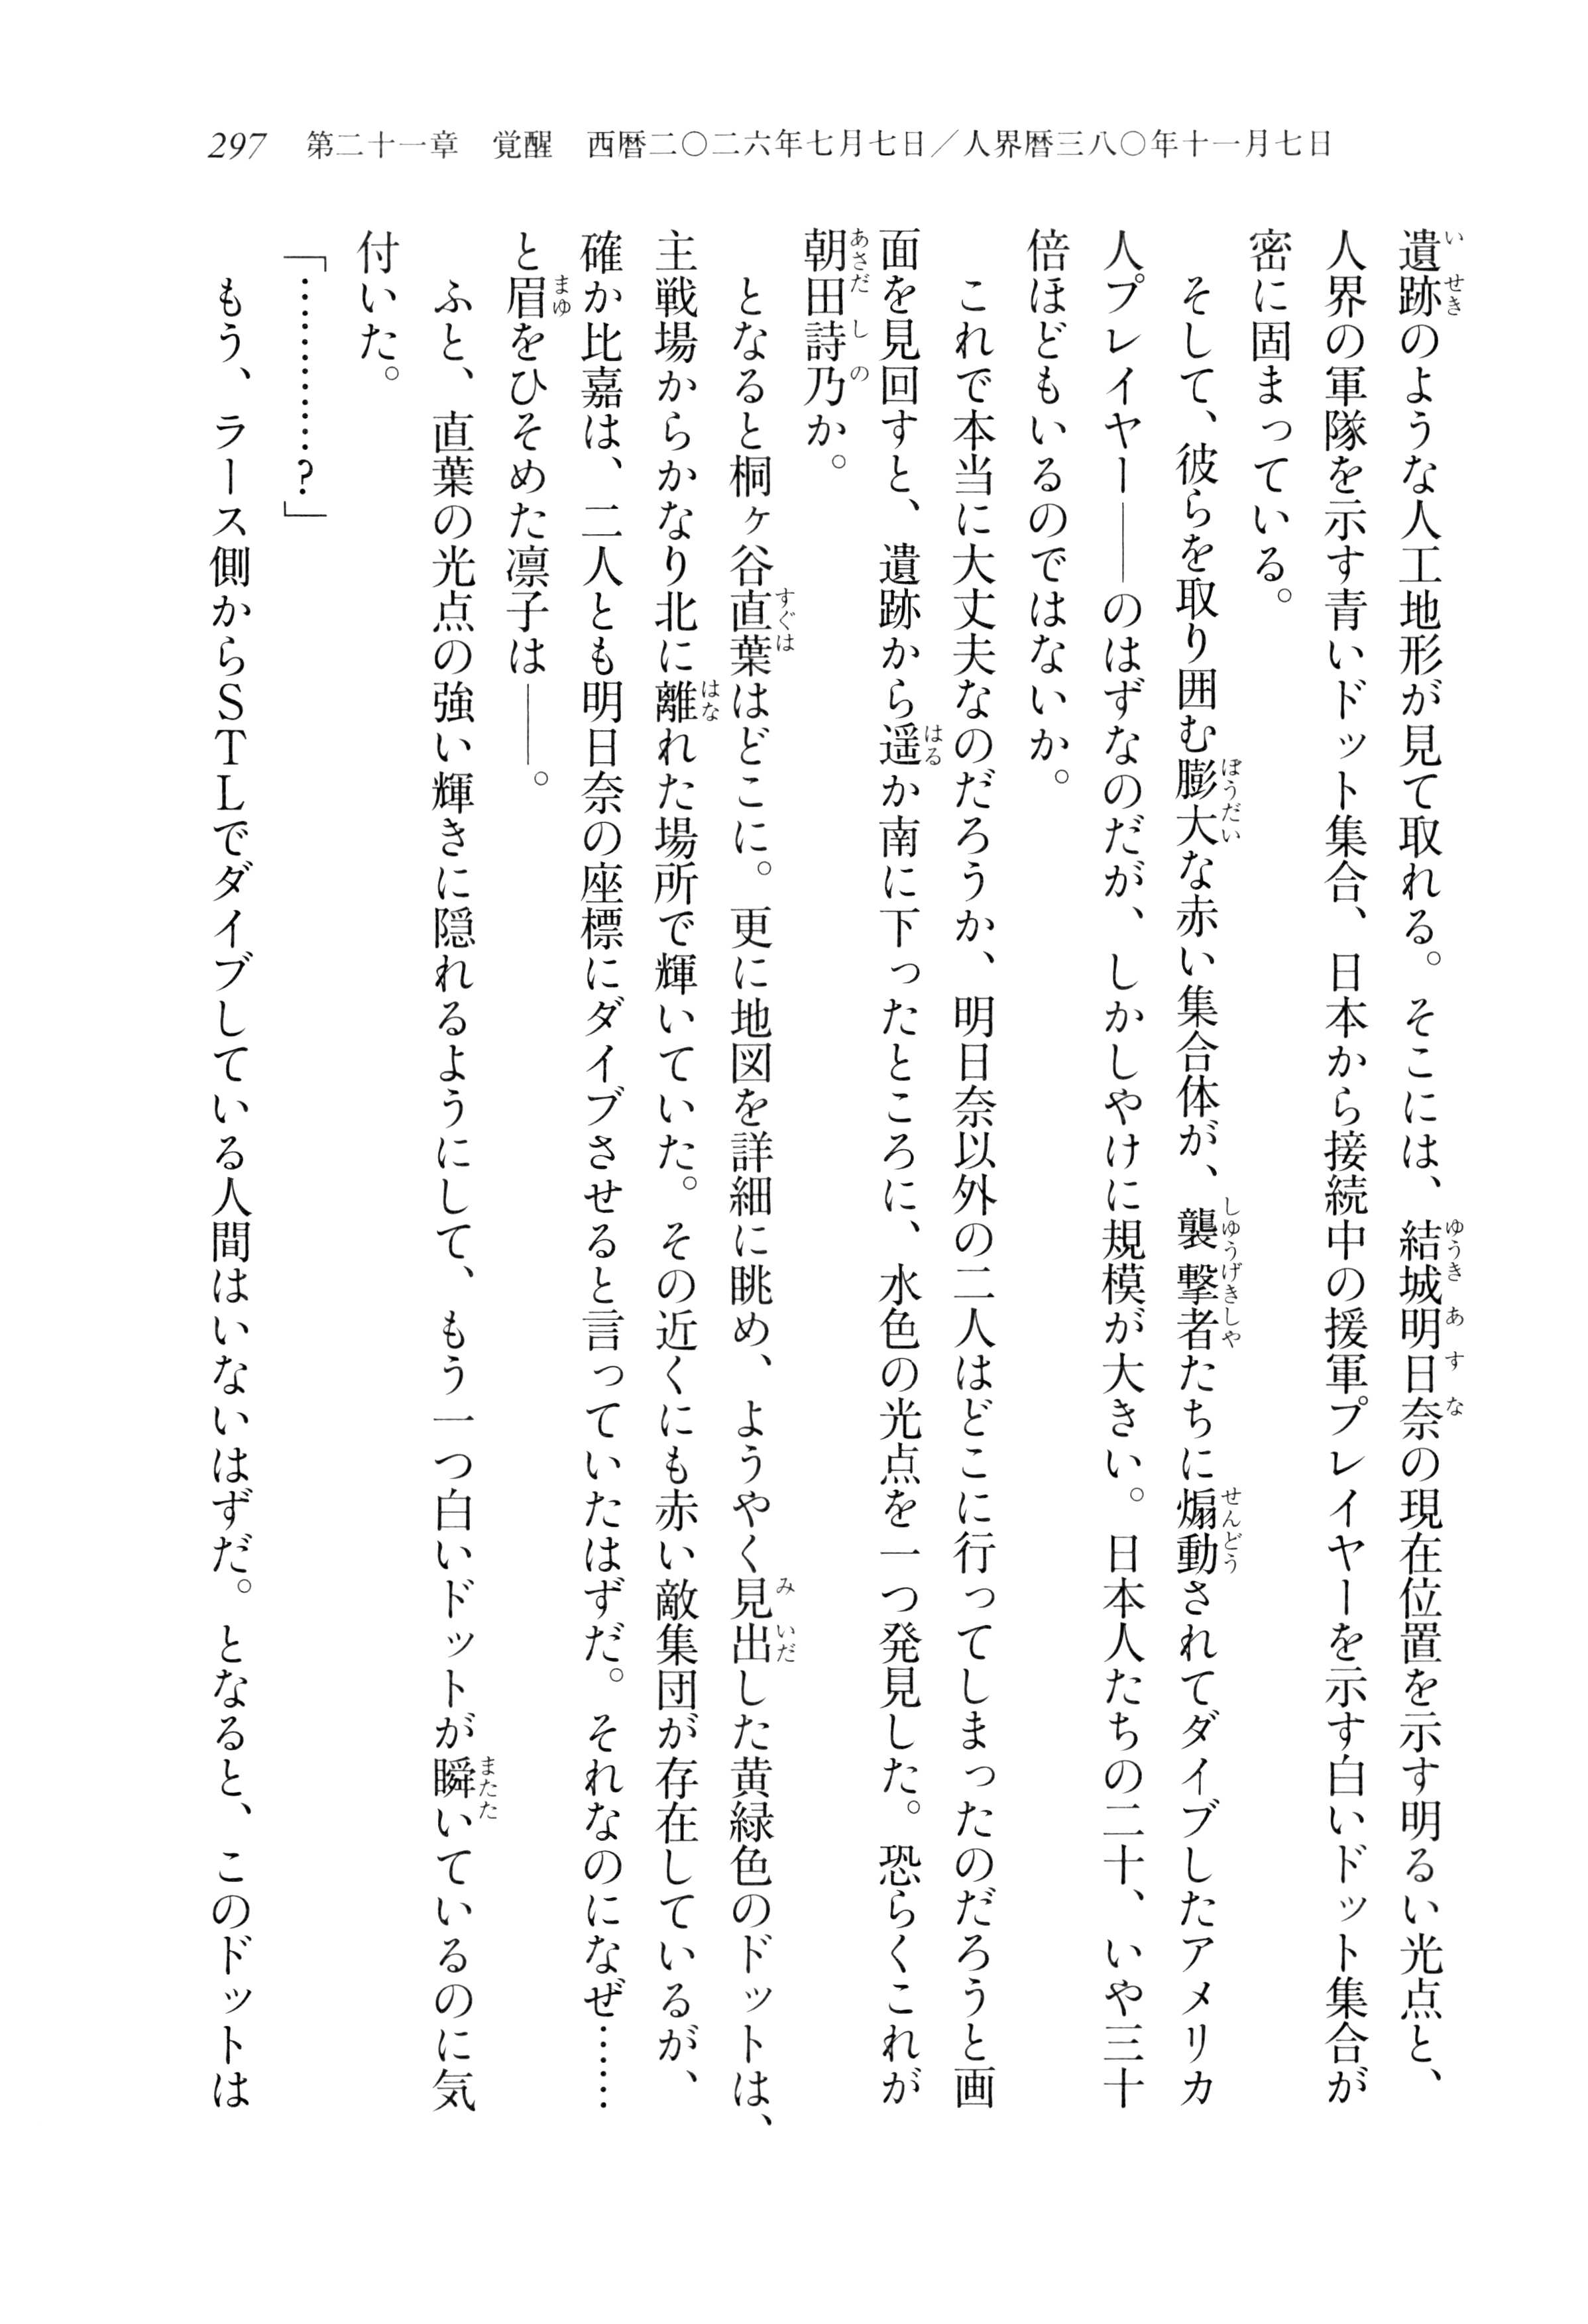 297　第二十一章　覚醒　西暦二〇二六年七月七日／人界暦三八〇年十一月七日
遺跡のような人工地形が見て取れる。そこには、結城明日奈の現在位置を示す明るい光点と、
人界の軍隊を示す青いドット集合、日本から接続中の援軍プレイヤーを示す白いドット集合が
密に固まっている。
　そして、彼らを取り囲む膨大な赤い集合体が、襲撃者たちに煽動されてダイブしたアメリカ
人プレイヤー――のはずなのだが、しかしやけに規模が大きい。日本人たちの二十、いや三十
倍ほどもいるのではないか。
　これで本当に大丈夫なのだろうか、明日奈以外の二人はどこに行ってしまったのだろうと画
面を見回すと、遺跡から遥か南に下ったところに、水色の光点を一つ発見した。恐らくこれが
朝田詩乃か。
　となると桐ヶ谷直葉はどこに。更に地図を詳細に眺め、ようやく見出した黄緑色のドットは、
主戦場からかなり北に離れた場所で輝いていた。その近くにも赤い敵集団が存在しているが、
確か比嘉は、二人とも明日奈の座標にダイブさせると言っていたはずだ。それなのになぜ……
と眉をひそめた凛子は――。
　ふと、直葉の光点の強い輝きに隠れるようにして、もう一つ白いドットが瞬いているのに気
付いた。
「…………？」
　もう、ラース側からＳＴＬでダイブしている人間はいないはずだ。となると、このドットは